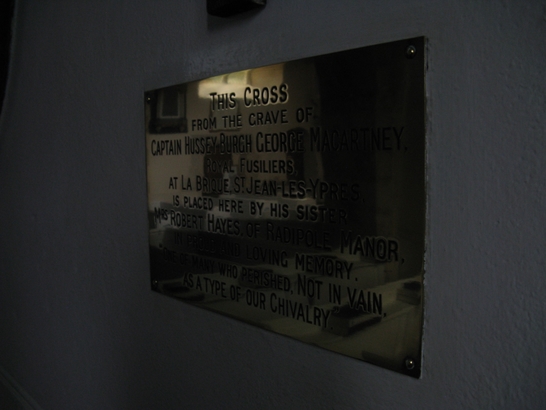 THIS CROSS
FROM THE GRAVE OF,
CAPTAIN HUSSEY BURGH GEORGE MACARTNEY,
ROYAL FUSILIERS,
AT LA BRIQUE, ST JEAN-LES-YPRES
IS PLACED HERE BY HIS SISTER
MRS ROBERT HAYES, OF RADIPOLE MANOR,
LOVING MEMORY,
MANY WHO PERISHED, NOT IN VAIN,
AS A TYPE OF OUR CHIVALRY